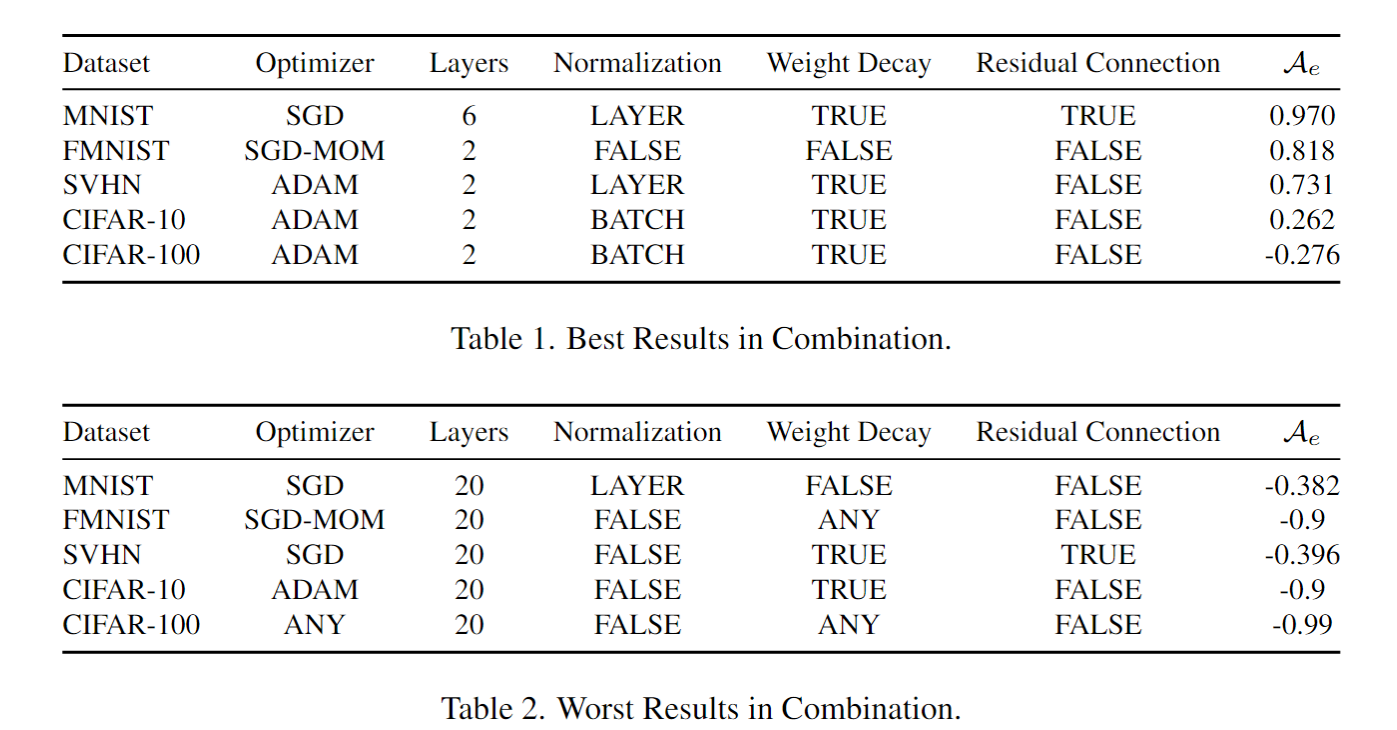 Dataset Optimizer Layers Normalization Weight Decay Residual Connection 𝒜ₑ
MNIST SGD 6 LAYER TRUE TRUE 0.970
FMNIST SGD-MOM 2 FALSE FALSE FALSE 0.818
SVHN ADAM 2 LAYER TRUE FALSE 0.731
CIFAR-10 ADAM 2 BATCH TRUE FALSE 0.262
CIFAR-100 ADAM 2 BATCH TRUE FALSE -0.276
Table 1. Best Results in Combination.
Dataset Optimizer Layers Normalization Weight Decay Residual Connection 𝒜ₑ
MNIST SGD 20 LAYER FALSE FALSE -0.382
FMNIST SGD-MOM 20 FALSE ANY FALSE -0.9
SVHN SGD 20 FALSE TRUE TRUE -0.396
CIFAR-10 ADAM 20 FALSE TRUE FALSE -0.9
CIFAR-100 ANY 20 FALSE ANY FALSE -0.99
Table 2. Worst Results in Combination.